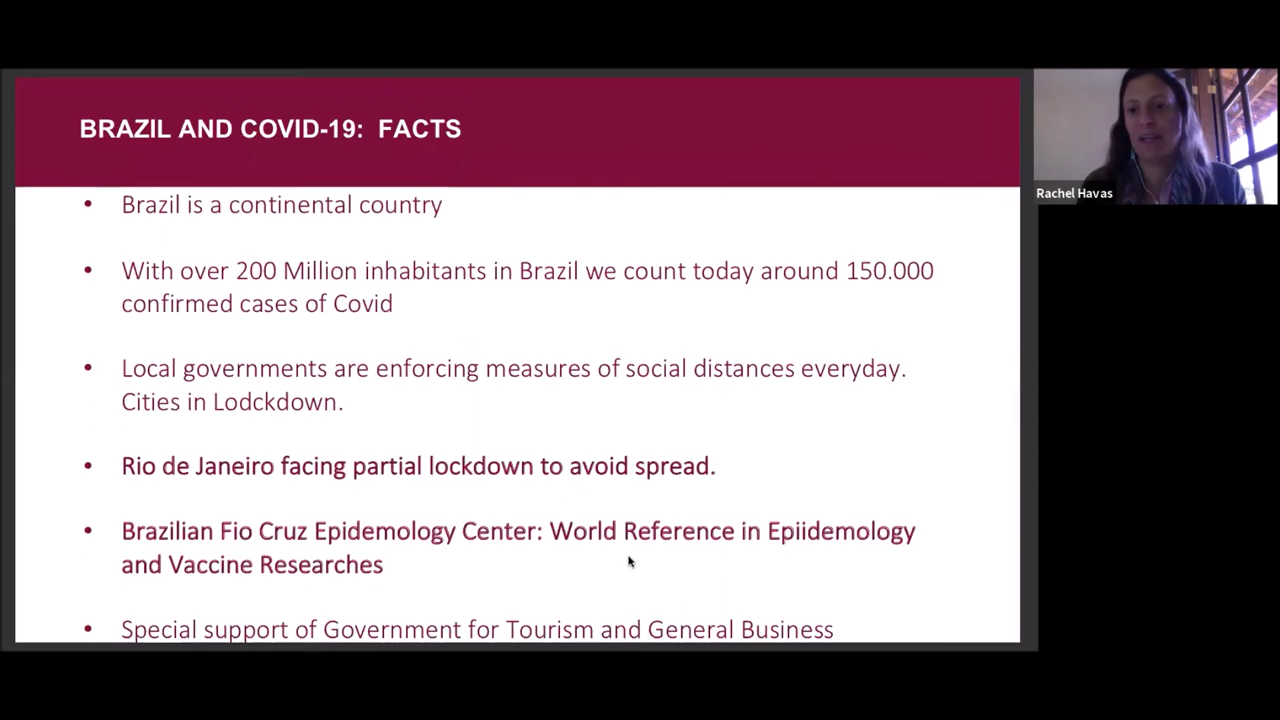 BRAZIL AND COVID-19: FACTS
• Brazil is a continental country
• With over 200 Million inhabitants in Brazil we count today around 150.000
confirmed cases of Covid
• Local governments are enforcing measures of social distances everyday.
Cities in Lodckdown.
• Rio de Janeiro facing partial lockdown to avoid spread.
• Brazilian Fio Cruz Epidemology Center: World Reference in Epiidemology
and Vaccine Researches
• Special support of Government for Tourism and General Business
Rachel Havas